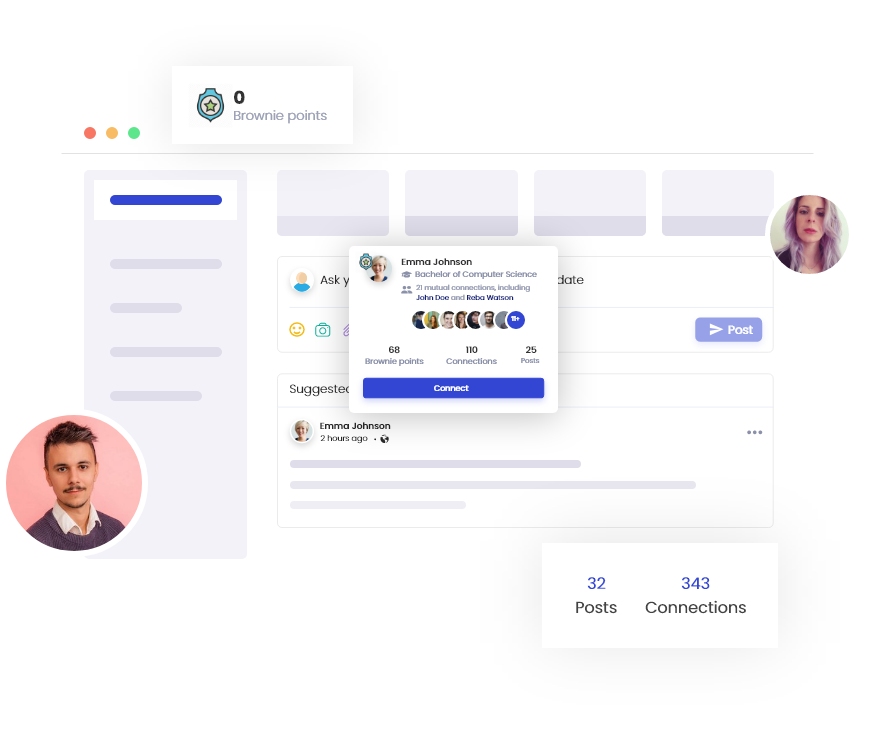 0
Brownie points
Emma Johnson
Bachelor of Computer Science
21 mutual connections, including
John Doe and Reba Watson
11+
68
Brownie points
110
Connections
25
Posts
Connect
Ask
date
Post
Suggested
Emma Johnson
2 hours ago
32
Posts
343
Connections